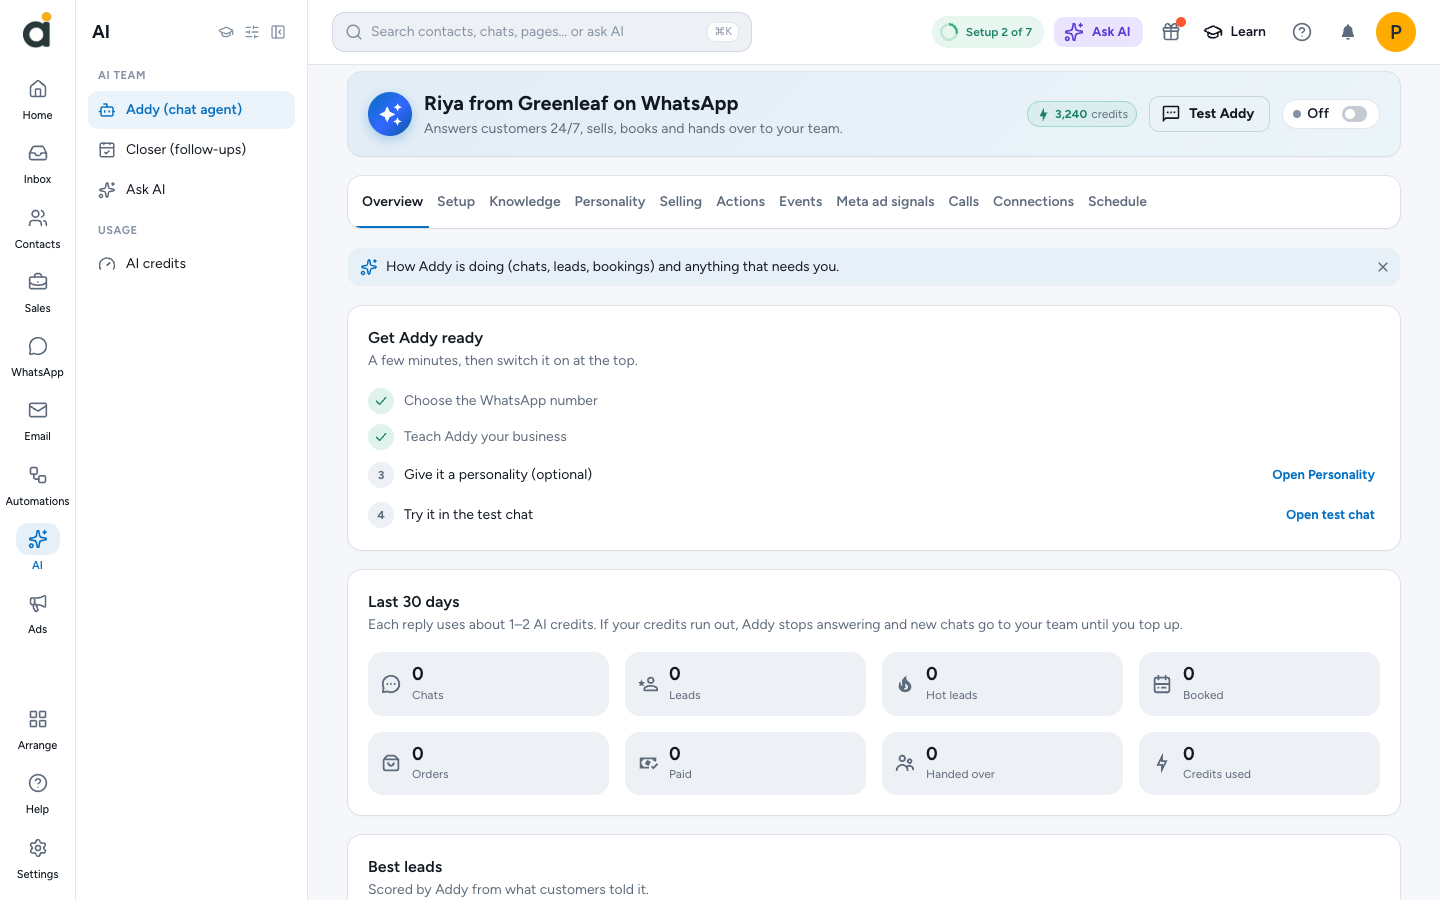 AI
Search contacts, chats, pages... or ask AI
⌘K
Setup 2 of 7
Ask AI
Learn
P
Home
Inbox
Contacts
Sales
WhatsApp
Email
Automations
AI
Ads
Arrange
Help
Settings
AI TEAM
Addy (chat agent)
Closer (follow-ups)
Ask AI
USAGE
AI credits
Riya from Greenleaf on WhatsApp
Answers customers 24/7, sells, books and hands over to your team.
3,240 credits
Test Addy
Off
Overview
Setup
Knowledge
Personality
Selling
Actions
Events
Meta ad signals
Calls
Connections
Schedule
How Addy is doing (chats, leads, bookings) and anything that needs you.
Get Addy ready
A few minutes, then switch it on at the top.
Choose the WhatsApp number
Teach Addy your business
3
Give it a personality (optional)
Open Personality
4
Try it in the test chat
Open test chat
Last 30 days
Each reply uses about 1–2 AI credits. If your credits run out, Addy stops answering and new chats go to your team until you top up.
0
Chats
0
Leads
0
Hot leads
0
Booked
0
Orders
0
Paid
0
Handed over
0
Credits used
Best leads
Scored by Addy from what customers told it.